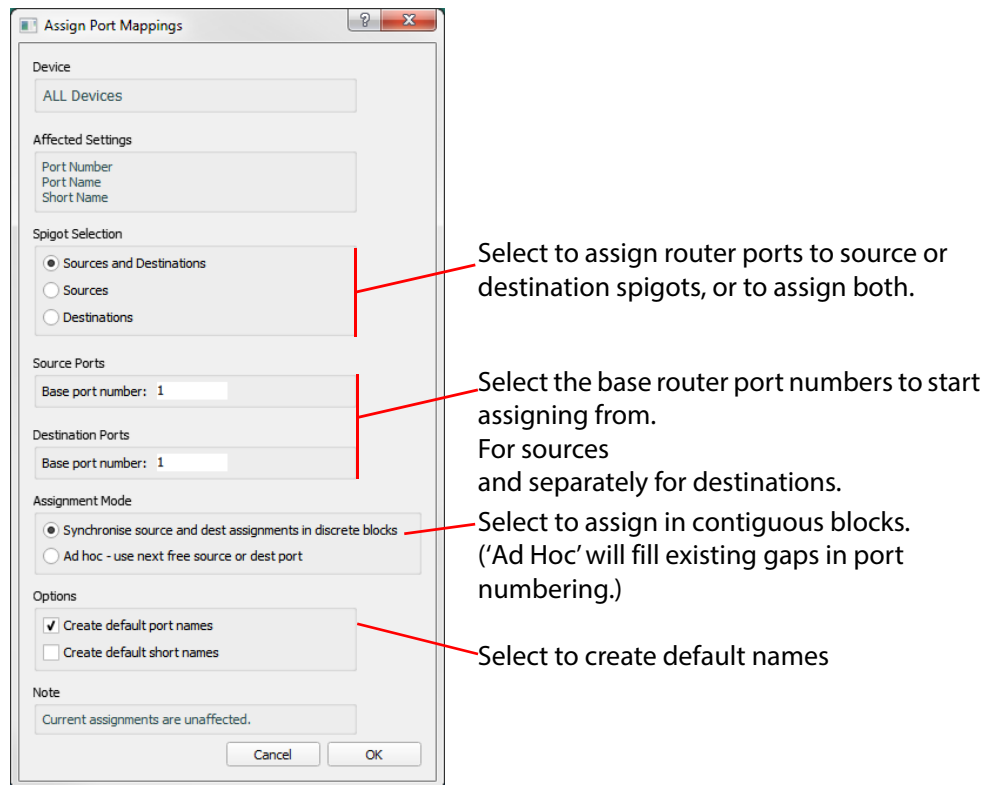 Assign Port Mappings
?
X
Device
ALL Devices
Affected Settings
Port Number
Port Name
Short Name
Spigot Selection
Sources and Destinations
Sources
Destinations
Select to assign router ports to source or
destination spigots, or to assign both.
Source Ports
Base port number: 1
Destination Ports
Base port number: 1
Select the base router port numbers to start
assigning from.
For sources
and separately for destinations.
Assignment Mode
Synchronise source and dest assignments in discrete blocks
Ad hoc - use next free source or dest port
Select to assign in contiguous blocks.
(‘Ad Hoc’ will fill existing gaps in port
numbering.)
Options
Create default port names
Create default short names
Select to create default names
Note
Current assignments are unaffected.
Cancel
OK